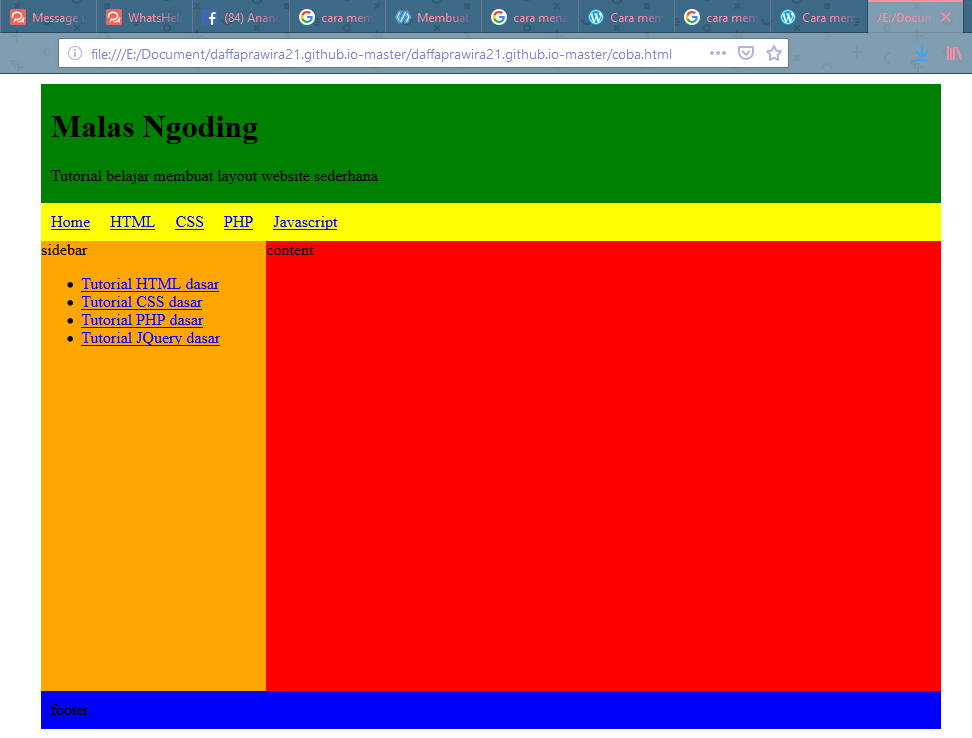 Message WhatsHel (84) Anan cara mem Membuat cara mena Cara mem cara mem Cara mem /E:/Docum
file:///E:/Document/daffaprawira21.github.io-master/daffaprawira21.github.io-master/coba.html
Malas Ngoding
Tutorial belajar membuat layout website sederhana
Home HTML CSS PHP Javascript
sidebar content
Tutorial HTML dasar
Tutorial CSS dasar
Tutorial PHP dasar
Tutorial JQuery dasar
footer